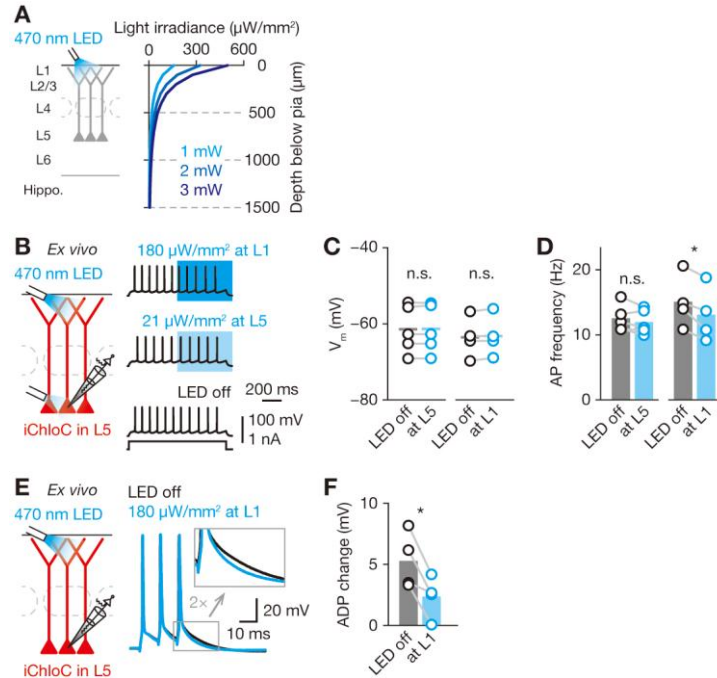 A
Light irradiance (µW/mm²)
470 nm LED
0 300 600
L1
L2/3
L4
L5
L6
Hippo.
0
500
1000
1500
Depth below pia (µm)
1 mW
2 mW
3 mW
B
Ex vivo
470 nm LED
180 µW/mm² at L1
21 µW/mm² at L5
LED off
200 ms
100 mV
1 nA
iChloC in L5
C
−40
−60
−80
Vm (mV)
n.s. n.s.
LED off
at L5
LED off
at L1
D
20
10
0
AP frequency (Hz)
n.s. *
LED off
at L5
LED off
at L1
E
Ex vivo
470 nm LED
LED off
180 µW/mm² at L1
2×
20 mV
10 ms
iChloC in L5
F
10
5
0
ADP change (mV)
*
LED off
at L1